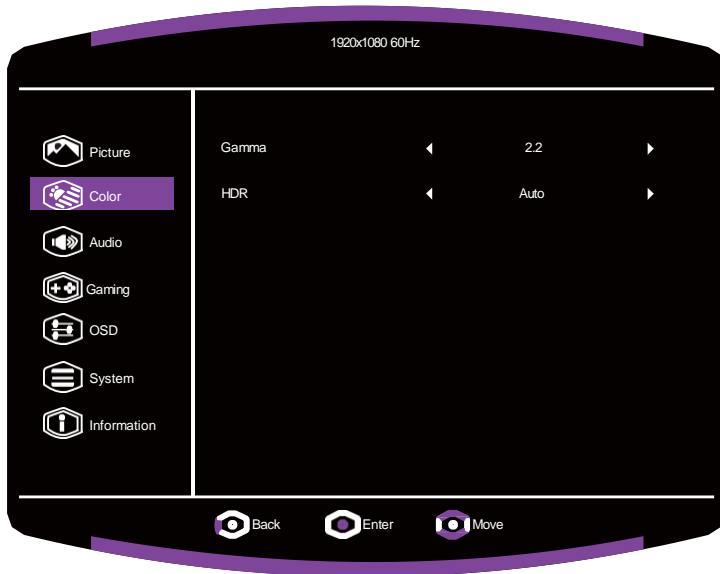 1920x1080 60Hz
Picture
Color
Audio
Gaming
OSD
System
Information
Gamma 2.2
HDR Auto
Back Enter Move